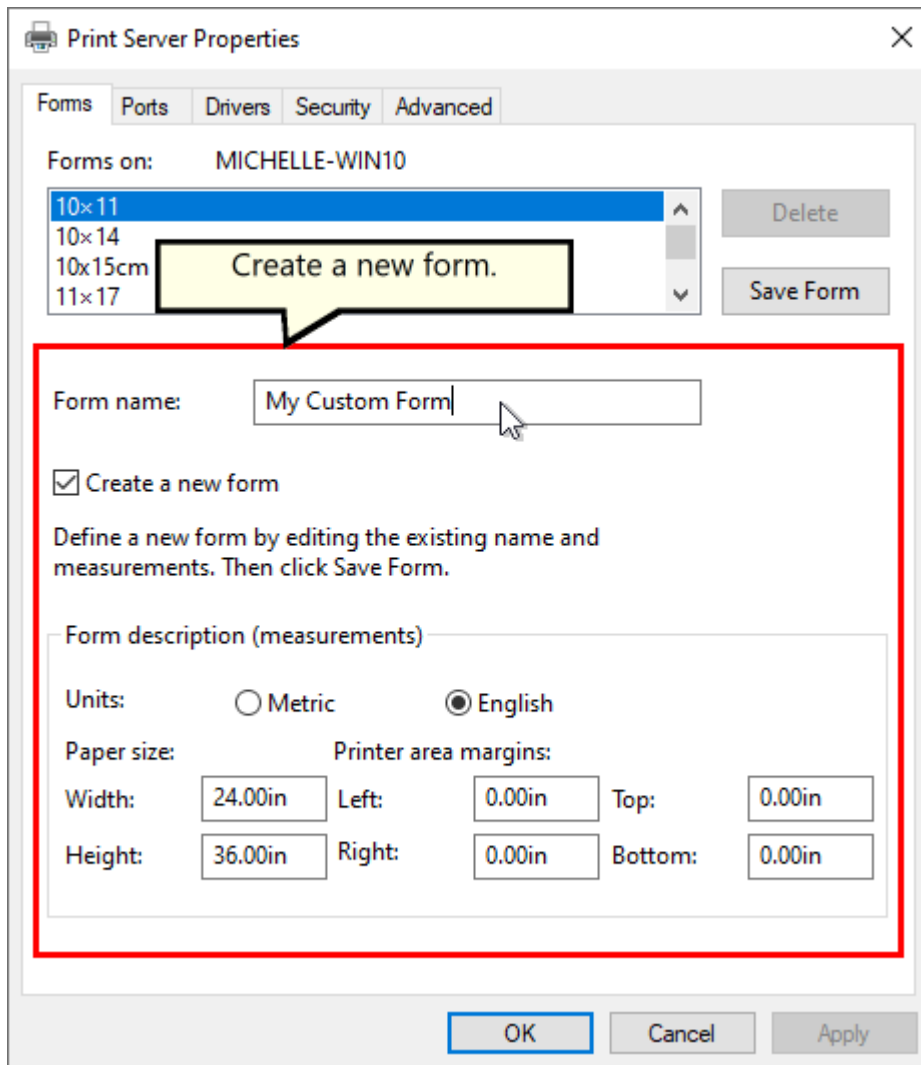 Print Server Properties
Forms Ports Drivers Security Advanced
Forms on: MICHELLE-WIN10
10×11
Delete
10×14
10x15cm
Create a new form.
11×17
Save Form
Form name: My Custom Form
Create a new form
Define a new form by editing the existing name and
measurements. Then click Save Form.
Form description (measurements)
Units: Metric English
Paper size: Printer area margins:
Width: 24.00in Left: 0.00in Top: 0.00in
Height: 36.00in Right: 0.00in Bottom: 0.00in
OK Cancel Apply